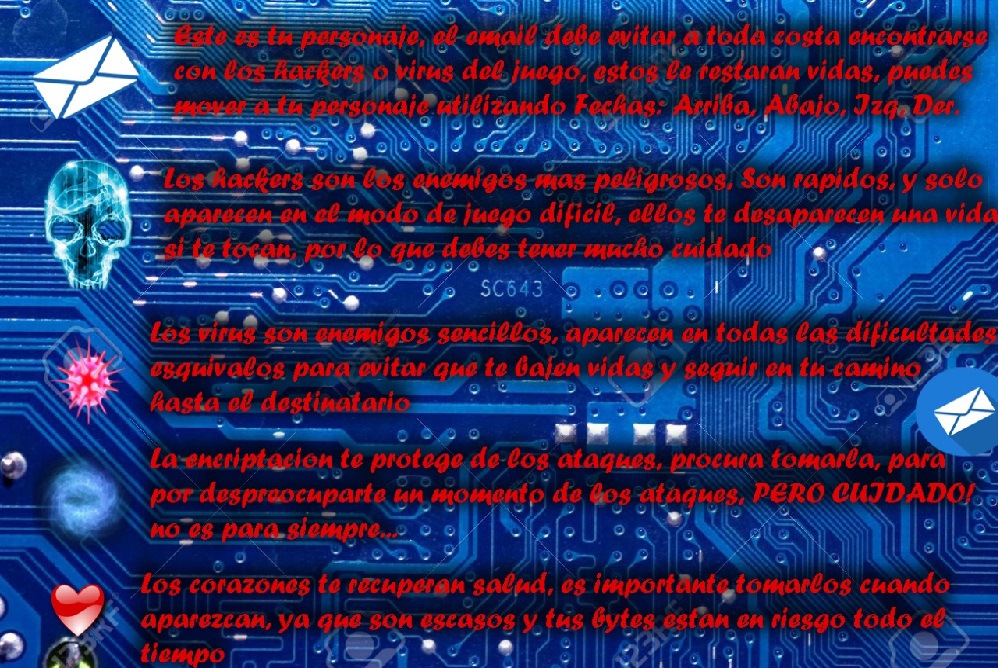 Este es tu personaje, el email debe evitar a toda costa encontrarse
con los hackers o virus del juego, estos le restaran vidas, puedes
mover a tu personaje utilizando Fechas: Arriba, Abajo, Izq, Der.
Los hackers son los enemigos mas peligrosos, Son rapidos, y solo
aparecen en el modo de juego dificil, ellos te desaparecen una vida
si te tocan, por lo que debes tener mucho cuidado
SC643
Los virus son enemigos sencillos, aparecen en todas las dificultades
esquivalos para evitar que te bajen vidas y seguir en tu camino
hasta el destinatario
La encriptacion te protege de los ataques, procura tomarla, para
por despreocuparte un momento de los ataques, PERO CUIDADO!
no es para siempre...
Los corazones te recuperan salud, es importante tomarlos cuando
aparezcan, ya que son escasos y tus bytes estan en riesgo todo el
tiempo